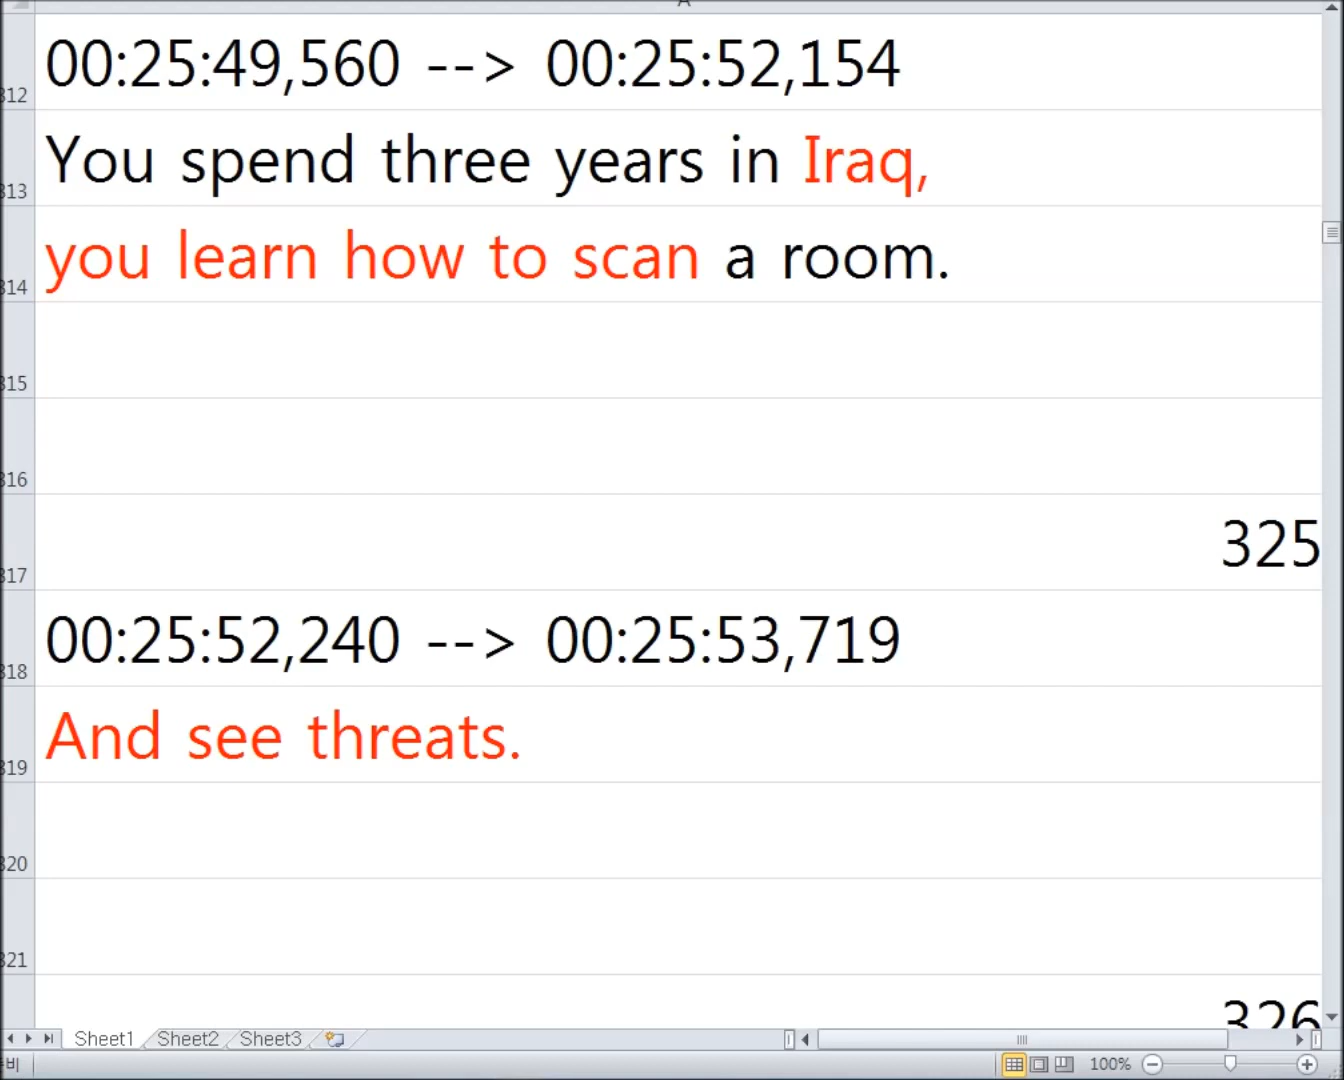 A
00:25:49,560 --> 00:25:52,154
You spend three years in Iraq,
you learn how to scan a room.
325
00:25:52,240 --> 00:25:53,719
And see threats.
326
Sheet1 Sheet2 Sheet3
100%